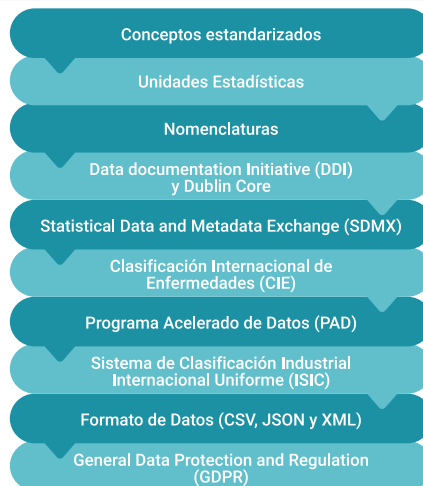 Conceptos estandarizados
Unidades Estadísticas
Nomenclaturas
Data documentation Initiative (DDI)
y Dublin Core
Statistical Data and Metadata Exchange (SDMX)
Clasificación Internacional de
Enfermedades (CIE)
Programa Acelerado de Datos (PAD)
Sistema de Clasificación Industrial
Internacional Uniforme (ISIC)
Formato de Datos (CSV, JSON y XML)
General Data Protection and Regulation
(GDPR)